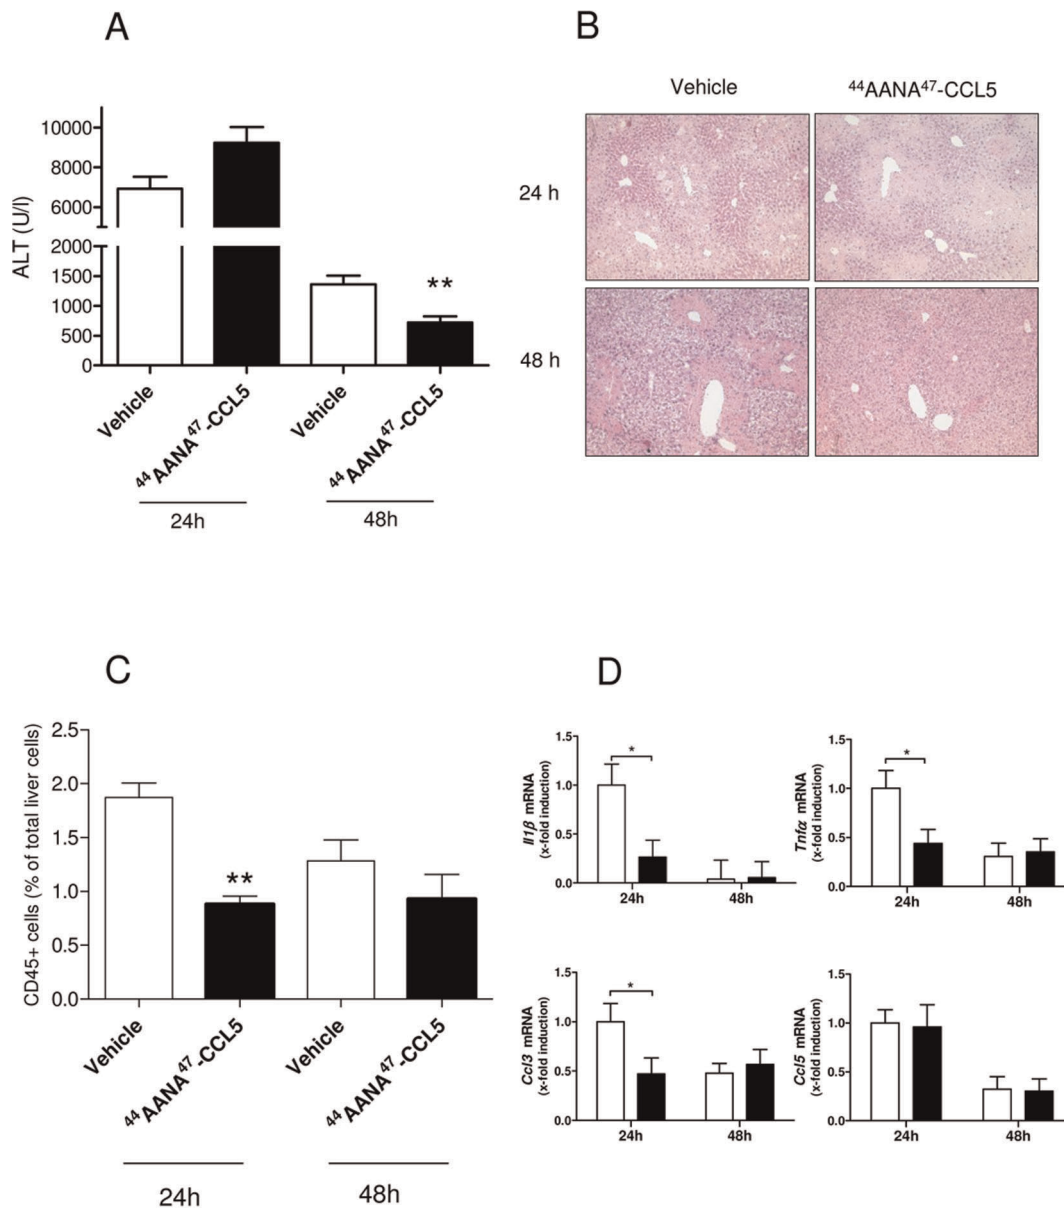 A
10000
8000
6000
2000
1500
1000
500
0
ALT (U/l)
**
Vehicle
44AANA47-CCL5
Vehicle
44AANA47-CCL5
24h
48h
B
Vehicle
44AANA47-CCL5
24 h
48 h
C
2.5
2.0
1.5
1.0
0.5
0.0
CD45+ cells (% of total liver cells)
**
Vehicle
44AANA47-CCL5
Vehicle
44AANA47-CCL5
24h
48h
D
Il1β mRNA
(x-fold induction)
1.5
1.0
0.5
0.0
*
24h
48h
Tnfα mRNA
(x-fold induction)
1.5
1.0
0.5
0.0
*
24h
48h
Ccl3 mRNA
(x-fold induction)
1.5
1.0
0.5
0.0
*
24h
48h
Ccl5 mRNA
(x-fold induction)
1.5
1.0
0.5
0.0
24h
48h